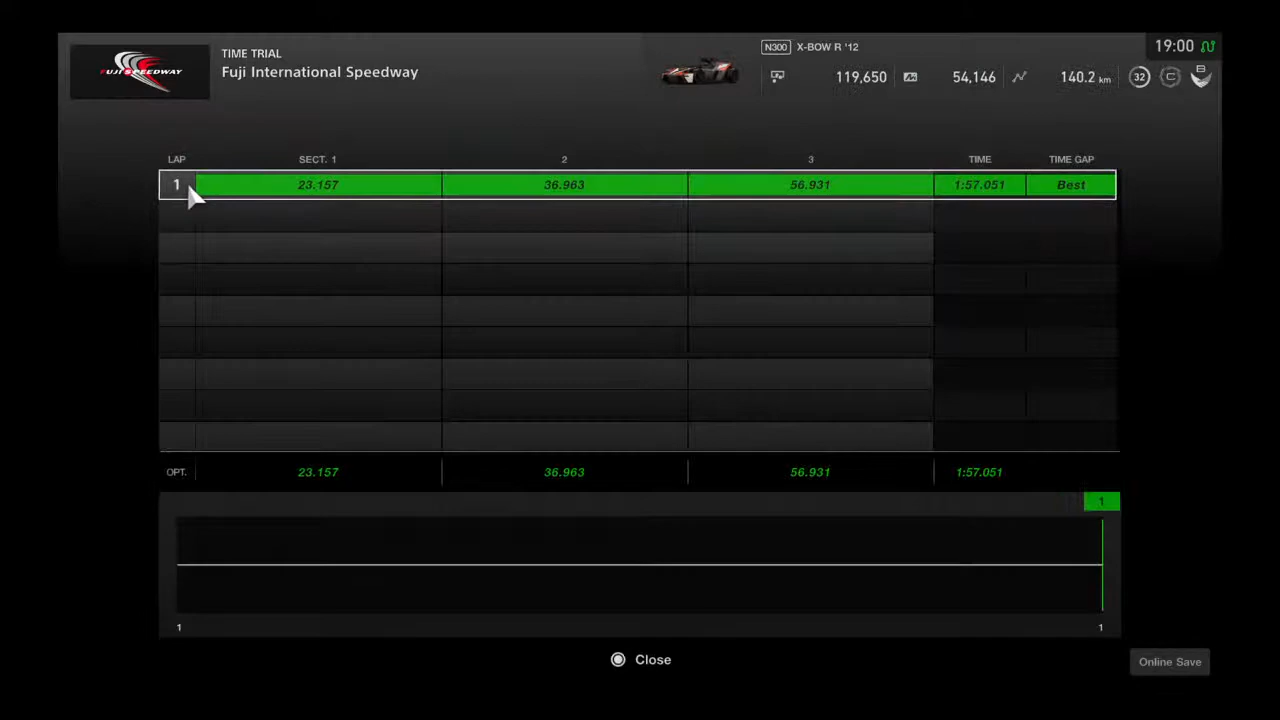 FUJI SPEEDWAY
TIME TRIAL
Fuji International Speedway
N300 X-BOW R '12
19:00
119,650 54,146 140.2 km 32 C B
LAP SECT. 1 2 3 TIME TIME GAP
1 23.157 36.963 56.931 1:57.051 Best
OPT. 23.157 36.963 56.931 1:57.051
1
1 1
Close
Online Save